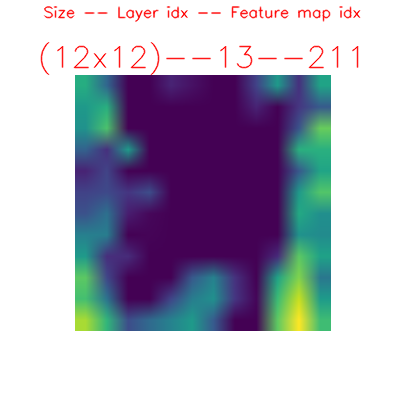 Size -- Layer idx -- Feature map idx
(12x12)--13--211